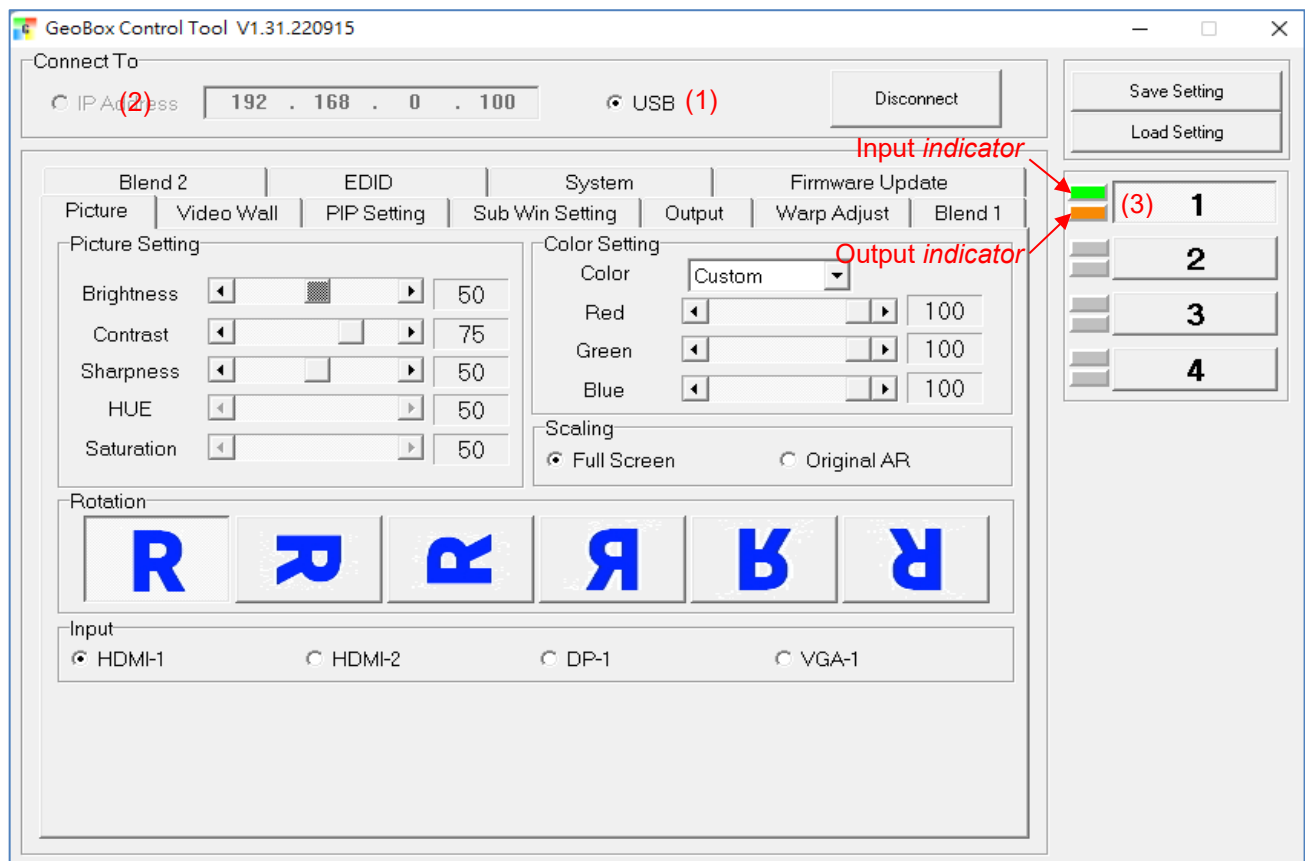 GeoBox Control Tool V1.31.220915
Connect To
IP Address (2) 192 . 168 . 0 . 100 USB (1) Disconnect
Save Setting
Load Setting
Input indicator
Output indicator
(3) 1
2
3
4
Blend 2 EDID System Firmware Update
Picture Video Wall PIP Setting Sub Win Setting Output Warp Adjust Blend 1
Picture Setting
Brightness 50
Contrast 75
Sharpness 50
HUE 50
Saturation 50
Color Setting
Color Custom
Red 100
Green 100
Blue 100
Scaling
Full Screen Original AR
Rotation
R R R R R R
Input
HDMI-1 HDMI-2 DP-1 VGA-1